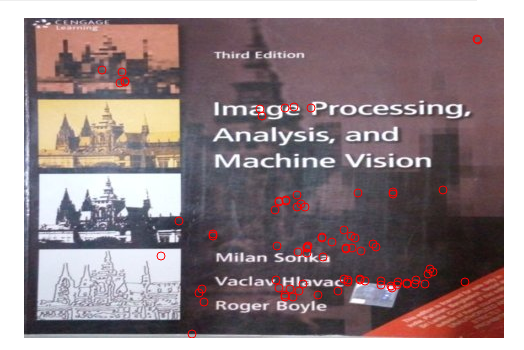 CENGAGE
Learning
Third Edition
Image Processing,
Analysis, and
Machine Vision
Milan Sonka
Vaclav Hlavac
Roger Boyle